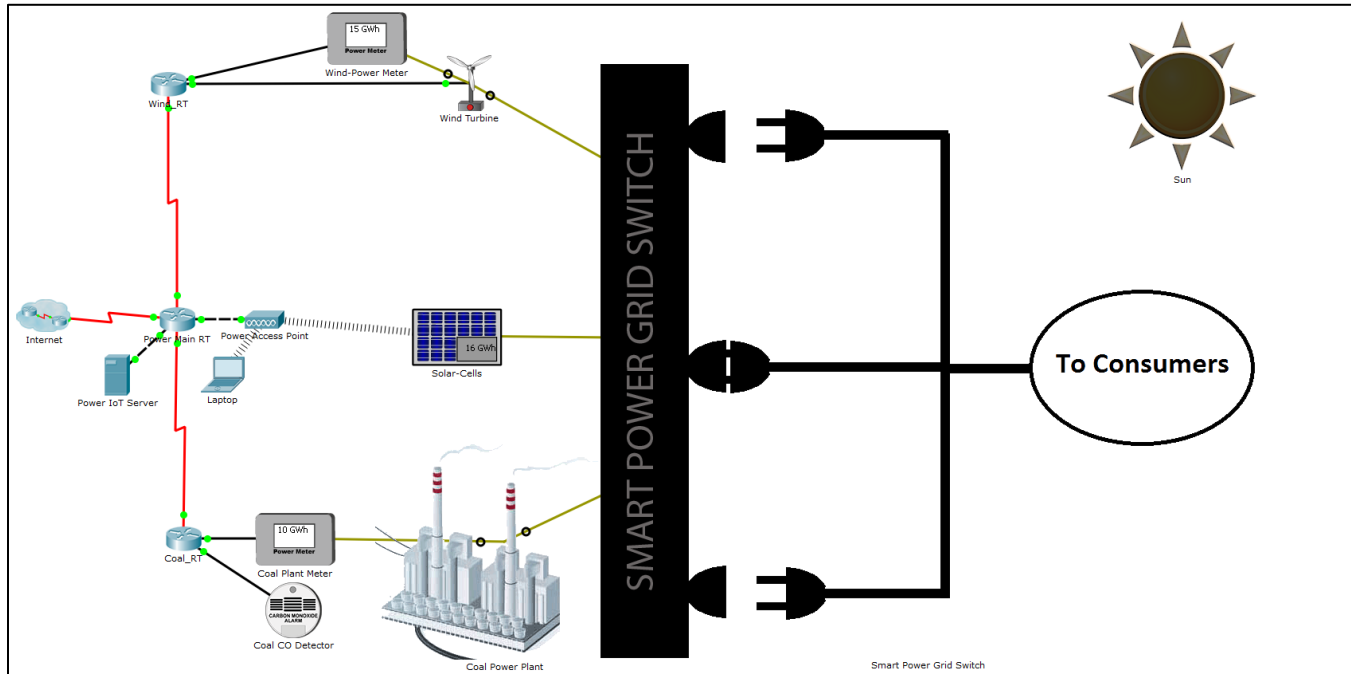 15 GWh
Power Meter
Wind-Power Meter
Wind_RT
Wind Turbine
Sun
SMART POWER GRID SWITCH
Internet
Power Main RT
Power Access Point
Power IoT Server
Laptop
16 GWh
Solar-Cells
To Consumers
10 GWh
Power Meter
Coal_RT
Coal Plant Meter
CARBON MONOXIDE
ALARM
Coal CO Detector
Coal Power Plant
Smart Power Grid Switch